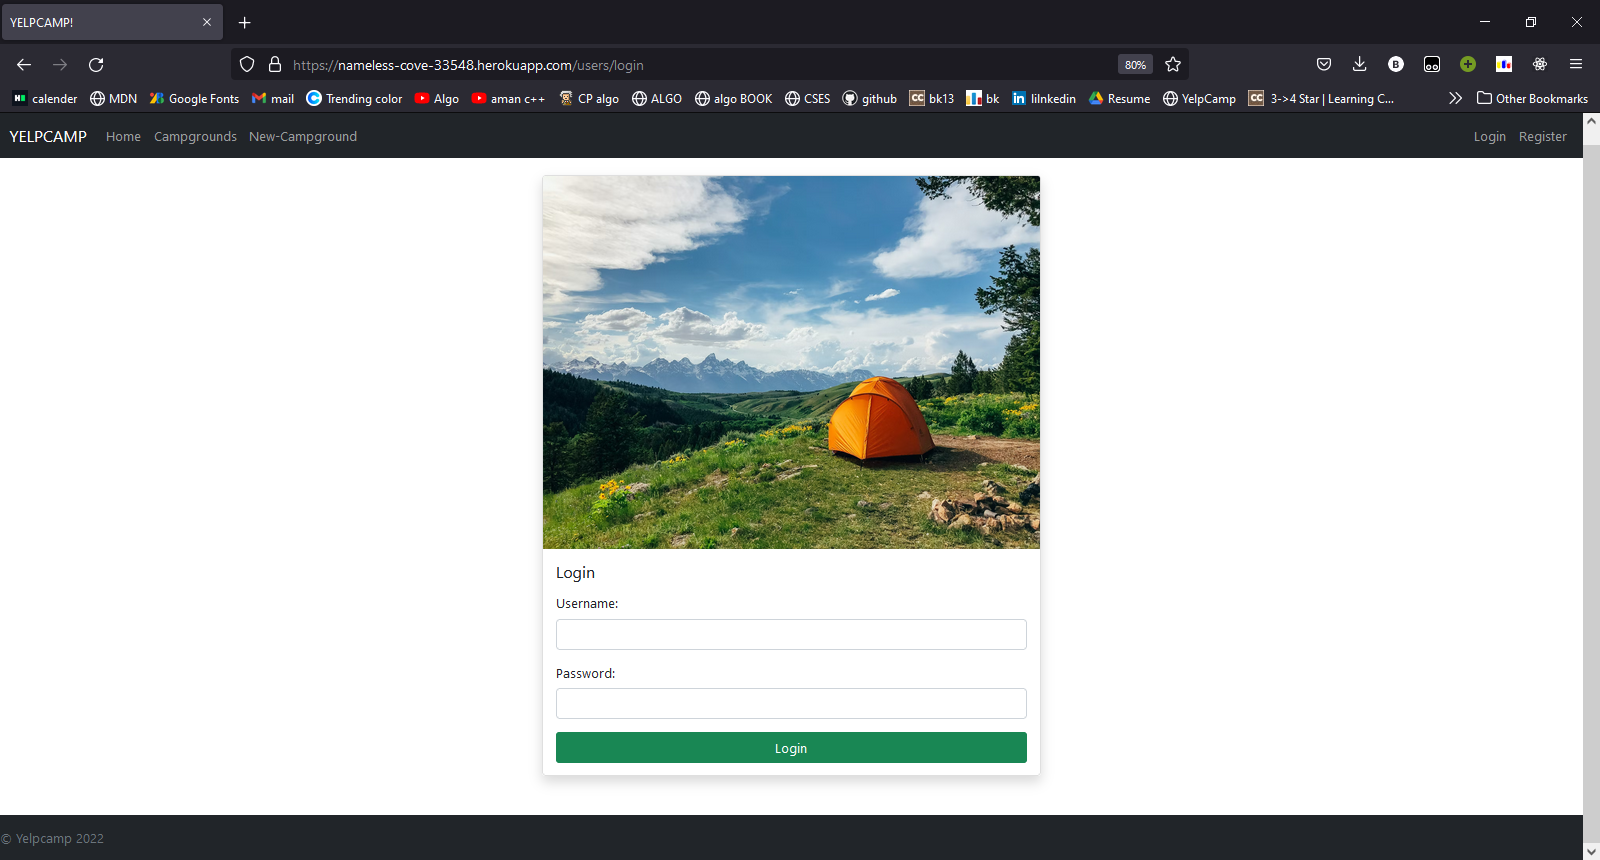 YELPCAMP!
https://nameless-cove-33548.herokuapp.com/users/login 80% B
calender MDN Google Fonts mail Trending color Algo aman c++ CP algo ALGO algo BOOK CSES github CC bk13 bk lilnkedin Resume YelpCamp CC 3->4 Star | Learning C... Other Bookmarks
YELPCAMP Home Campgrounds New-Campground Login Register
Login
Username:
Password:
Login
© Yelpcamp 2022